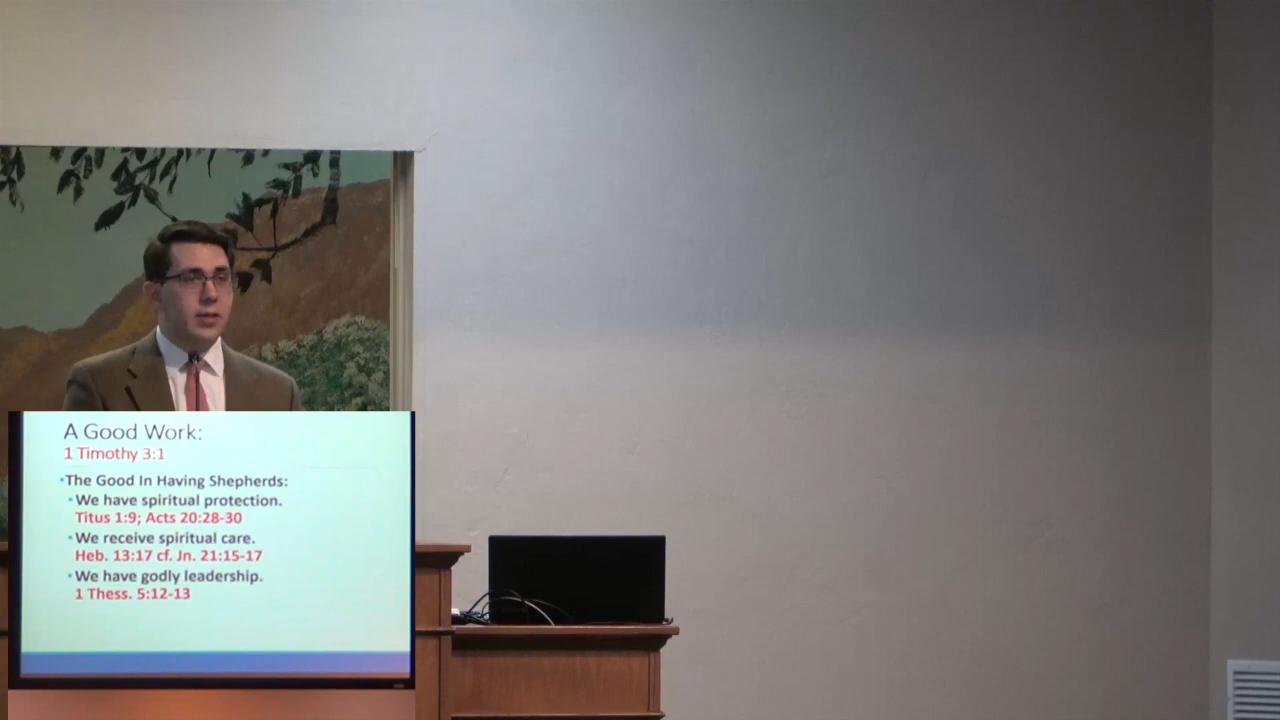 A Good Work:
1 Timothy 3:1
•The Good In Having Shepherds:
•We have spiritual protection.
Titus 1:9; Acts 20:28-30
•We receive spiritual care.
Heb. 13:17 cf. Jn. 21:15-17
•We have godly leadership.
1 Thess. 5:12-13